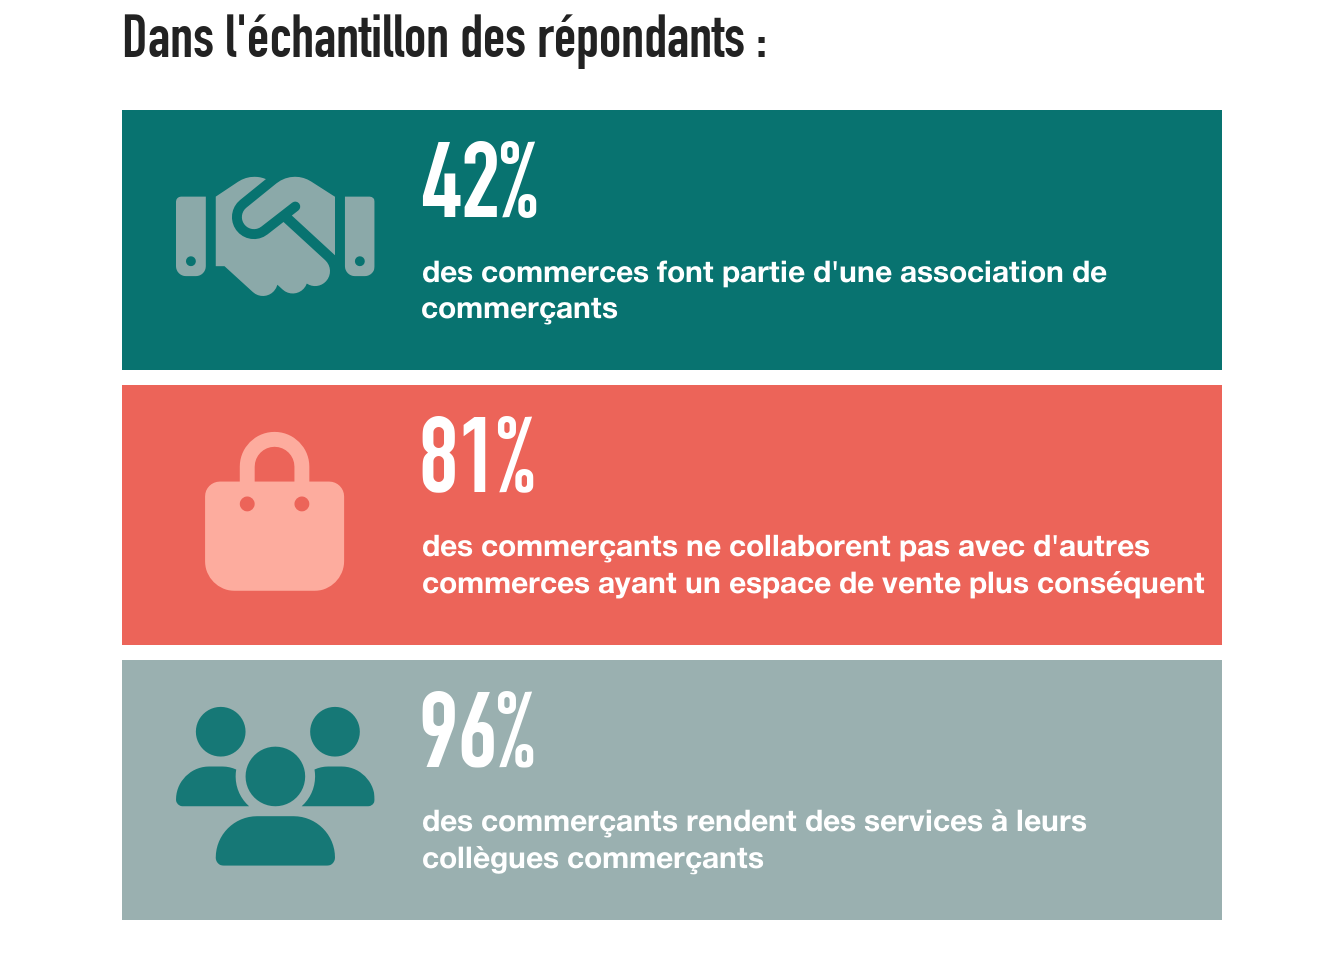 Dans l'échantillon des répondants :
42%
des commerces font partie d'une association de
commerçants
81%
des commerçants ne collaborent pas avec d'autres
commerces ayant un espace de vente plus conséquent
96%
des commerçants rendent des services à leurs
collègues commerçants